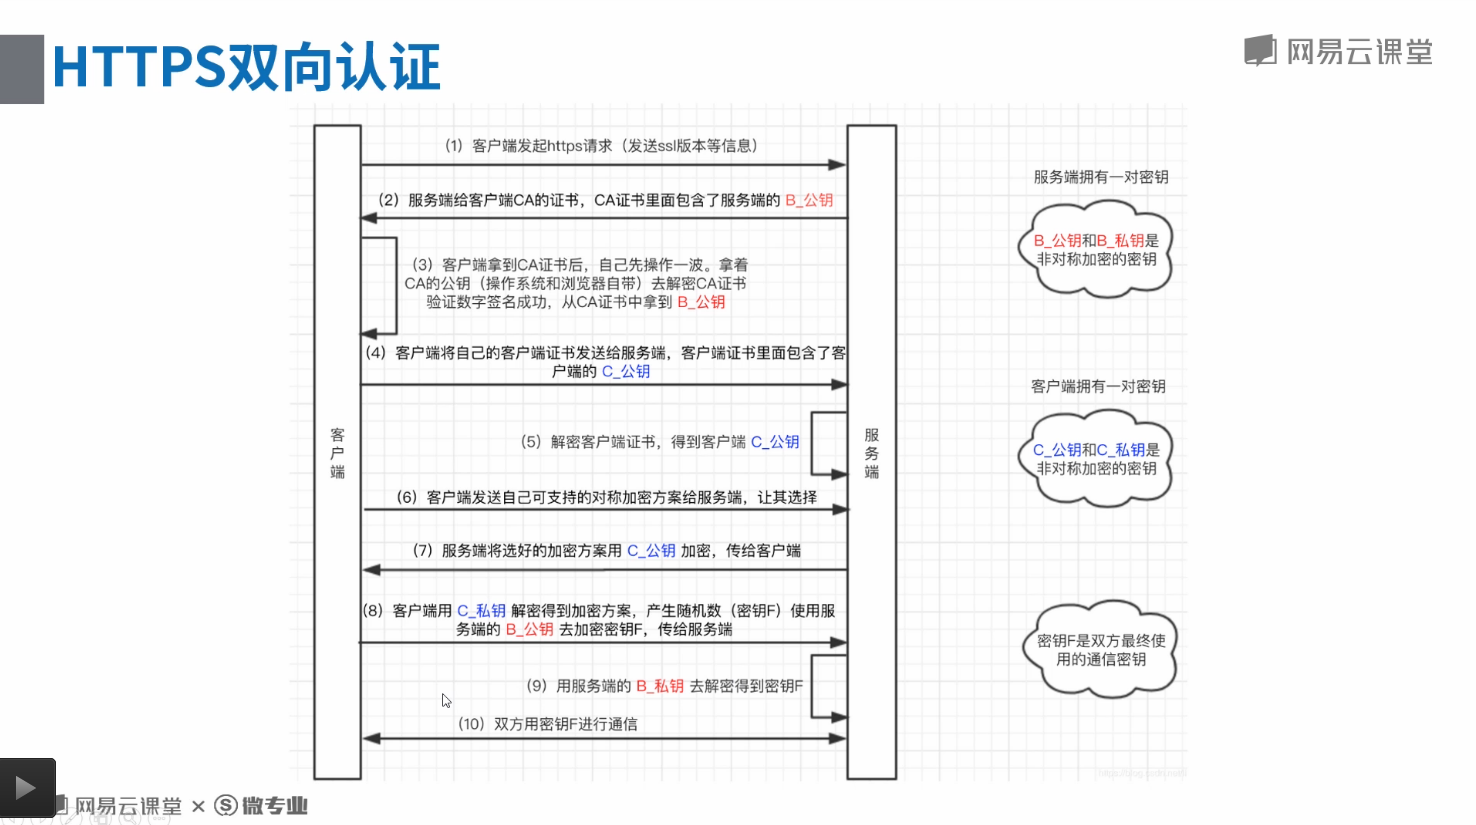 HTTPS双向认证
网易云课堂
（1）客户端发起https请求（发送ssl版本等信息）
服务端拥有一对密钥
（2）服务端给客户端CA的证书，CA证书里面包含了服务端的 B_公钥
B_公钥和B_私钥是
非对称加密的密钥
（3）客户端拿到CA证书后，自己先操作一波。拿着
CA的公钥（操作系统和浏览器自带）去解密CA证书
验证数字签名成功，从CA证书中拿到 B_公钥
（4）客户端将自己的客户端证书发送给服务端，客户端证书里面包含了客
户端的 C_公钥
客户端拥有一对密钥
客户端
服务端
（5）解密客户端证书，得到客户端 C_公钥
C_公钥和C_私钥是
非对称加密的密钥
（6）客户端发送自己可支持的对称加密方案给服务端，让其选择
（7）服务端将选好的加密方案用 C_公钥 加密，传给客户端
（8）客户端用 C_私钥 解密得到加密方案，产生随机数（密钥F）使用服
务端的 B_公钥 去加密密钥F，传给服务端
密钥F是双方最终使
用的通信密钥
（9）用服务端的 B_私钥 去解密得到密钥F
（10）双方用密钥F进行通信
网易云课堂 × 微专业